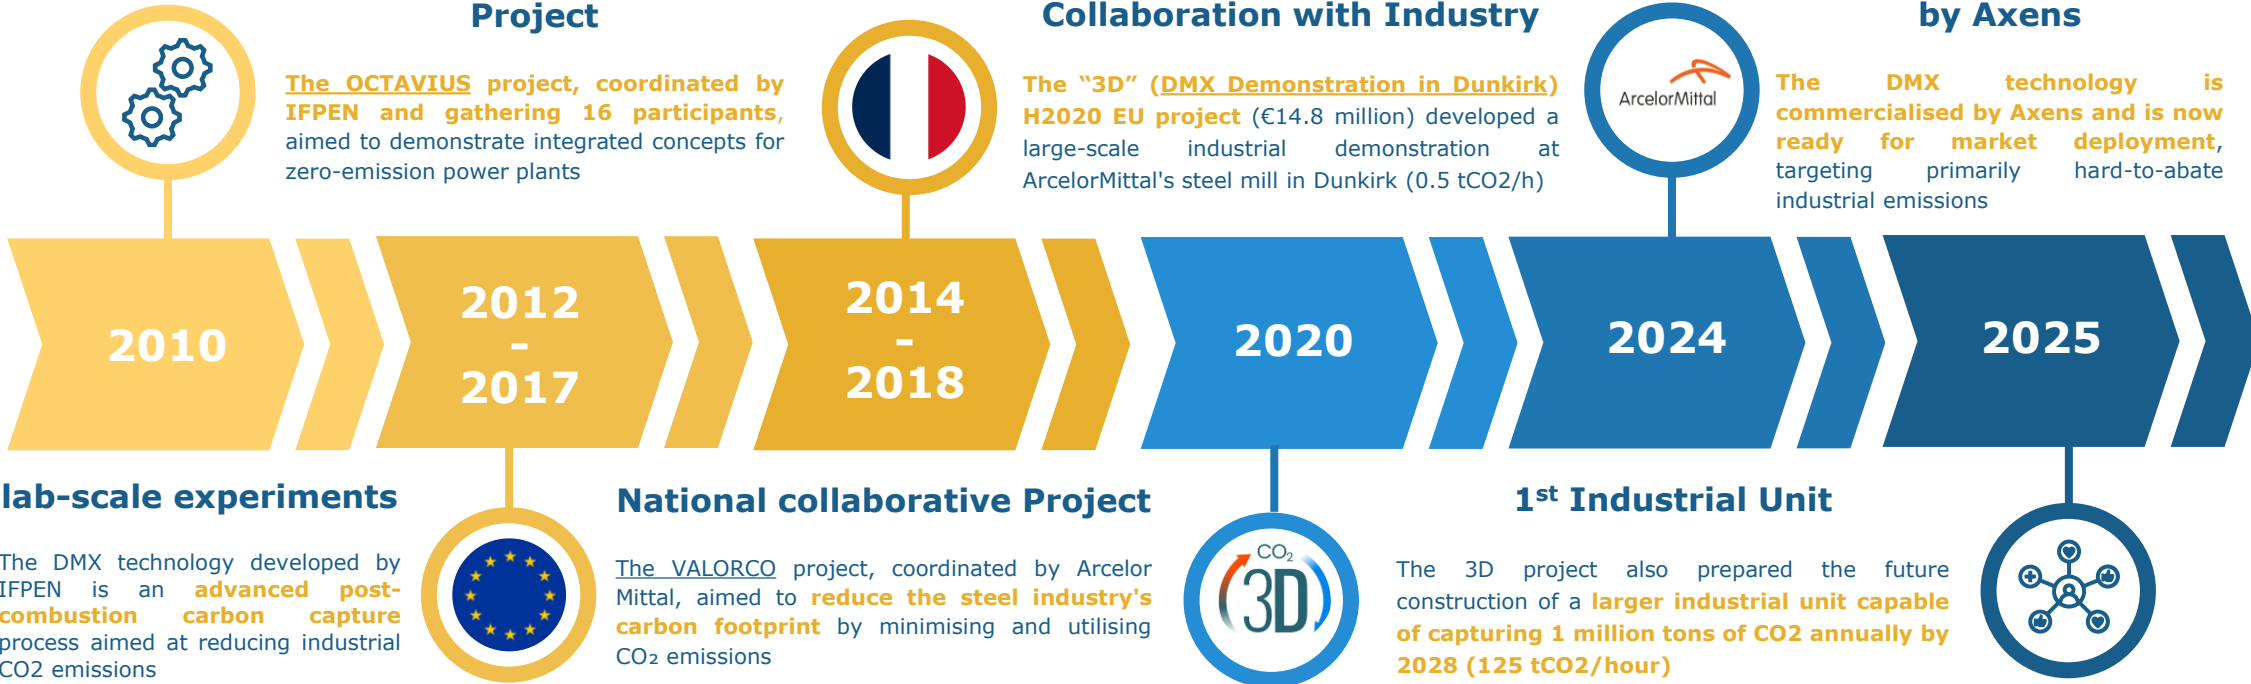 Project
The OCTAVIUS project, coordinated by
IFPEN and gathering 16 participants,
aimed to demonstrate integrated concepts for
zero-emission power plants
Collaboration with Industry
The “3D” (DMX Demonstration in Dunkirk)
H2020 EU project (€14.8 million) developed a
large-scale industrial demonstration at
ArcelorMittal's steel mill in Dunkirk (0.5 tCO2/h)
ArcelorMittal
by Axens
The DMX technology is
commercialised by Axens and is now
ready for market deployment,
targeting primarily hard-to-abate
industrial emissions
2010
2012
-
2017
2014
-
2018
2020
2024
2025
lab-scale experiments
The DMX technology developed by
IFPEN is an advanced post-
combustion carbon capture
process aimed at reducing industrial
CO2 emissions
National collaborative Project
The VALORCO project, coordinated by Arcelor
Mittal, aimed to reduce the steel industry's
carbon footprint by minimising and utilising
CO₂ emissions
CO₂
3D
1st Industrial Unit
The 3D project also prepared the future
construction of a larger industrial unit capable
of capturing 1 million tons of CO2 annually by
2028 (125 tCO2/hour)